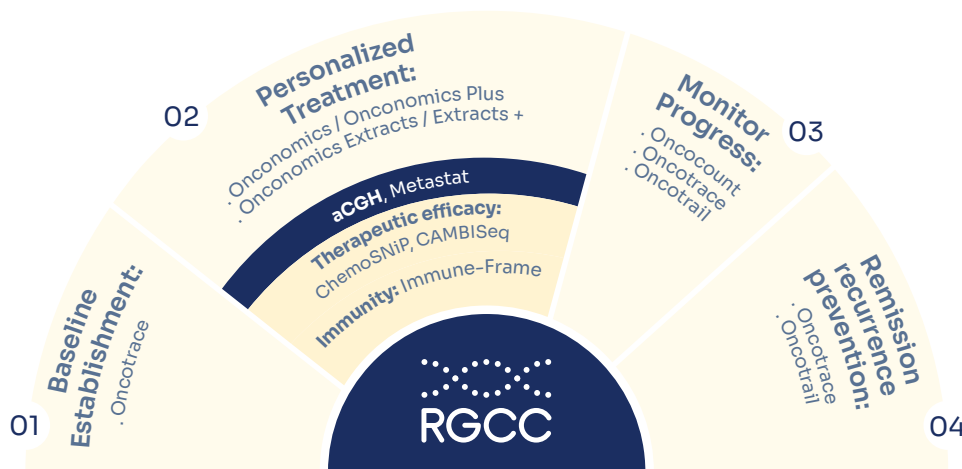 01
Baseline
Establishment:
· Oncotrace
02
Personalized
Treatment:
· Onconomics / Onconomics Plus
· Onconomics Extracts / Extracts +
aCGH, Metastat
Therapeutic efficacy:
ChemoSNiP, CAMBISeq
Immunity: Immune-Frame
03
Monitor
Progress:
· Oncocount
· Oncotrace
· Oncotrail
04
Remission
recurrence
prevention:
· Oncotrace
· Oncotrail
RGCC